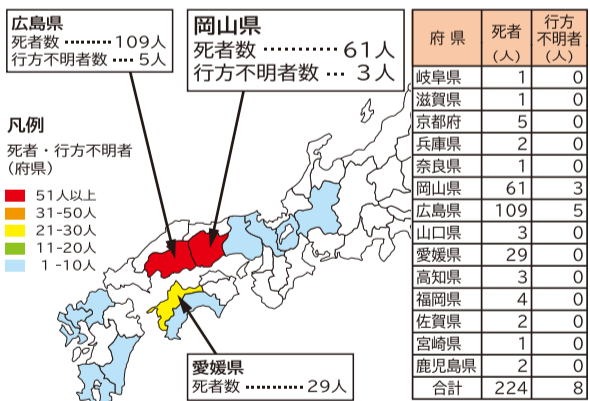 広島県
死者数 ……… 109人
行方不明者数 …… 5人
岡山県
死者数 ………… 61人
行方不明者数 … 3人
凡例
死者・行方不明者
(府県)
51人以上
31-50人
21-30人
11-20人
1-10人
愛媛県
死者数 ………… 29人
府県 死者(人) 行方不明者(人)
岐阜県 1 0
滋賀県 1 0
京都府 5 0
兵庫県 2 0
奈良県 1 0
岡山県 61 3
広島県 109 5
山口県 3 0
愛媛県 29 0
高知県 3 0
福岡県 4 0
佐賀県 2 0
宮崎県 1 0
鹿児島県 2 0
合計 224 8